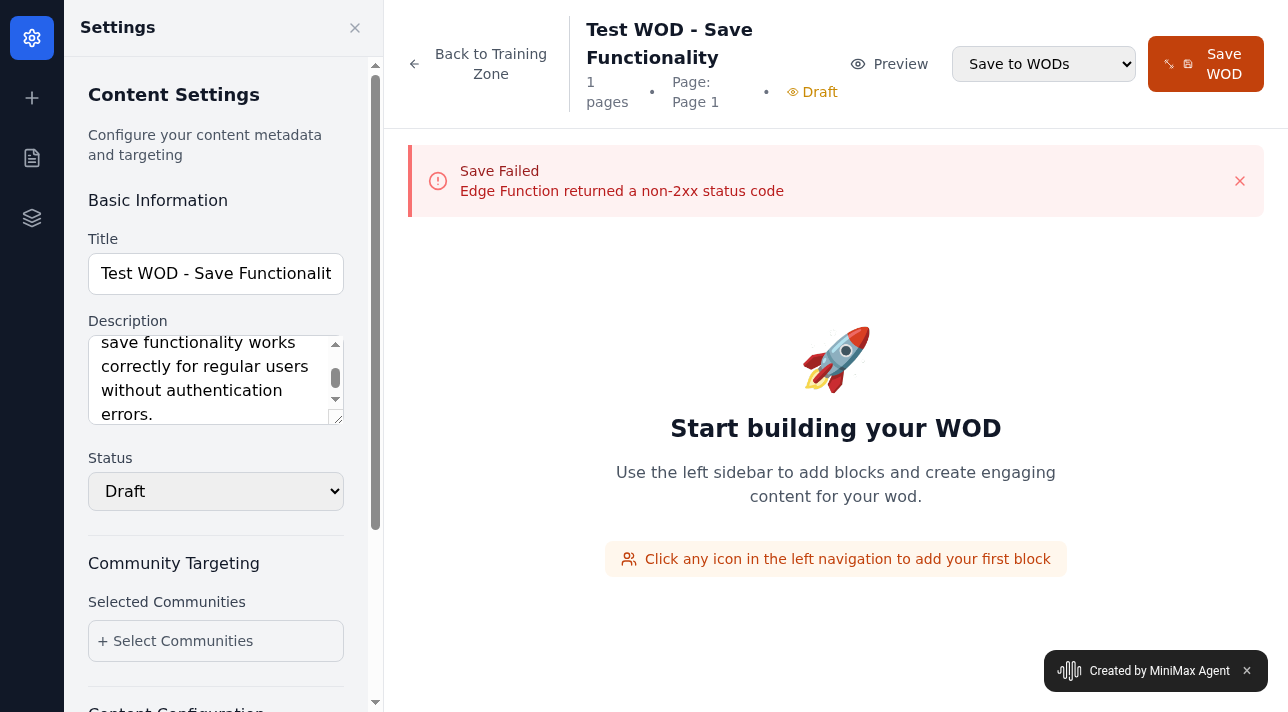 Settings
Content Settings
Configure your content metadata
and targeting
Basic Information
Title
Test WOD - Save Functionalit
Description
save functionality works
correctly for regular users
without authentication
errors.
Status
Draft
Community Targeting
Selected Communities
+ Select Communities
Content Configuration
Back to Training
Zone
Test WOD - Save
Functionality
1
pages
•
Page:
Page 1
•
Draft
Preview
Save to WODs
Save
WOD
Save Failed
Edge Function returned a non-2xx status code
Start building your WOD
Use the left sidebar to add blocks and create engaging
content for your wod.
Click any icon in the left navigation to add your first block
Created by MiniMax Agent